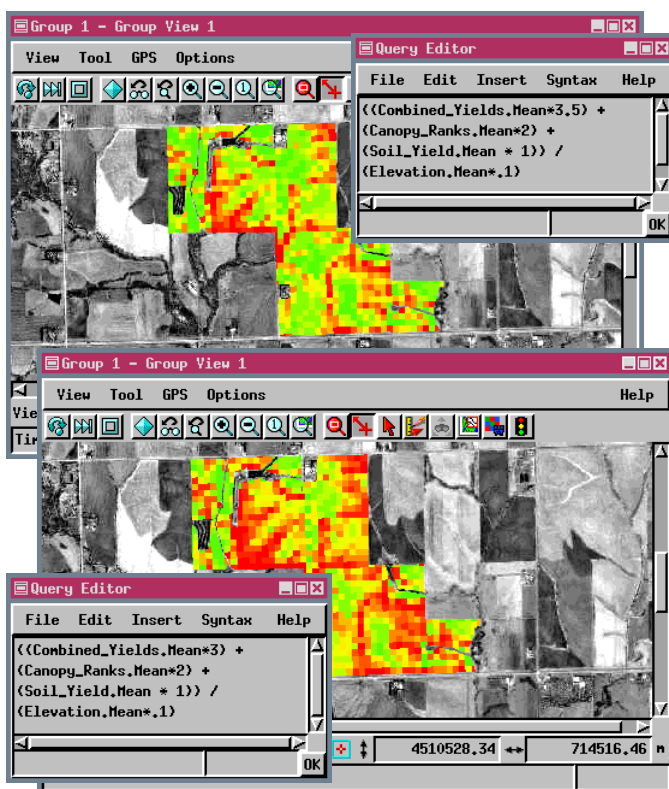 Group 1 - Group View 1
View Tool GPS Options
Query Editor
File Edit Insert Syntax Help
((Combined_Yields.Mean*3.5) +
(Canopy_Ranks.Mean*2) +
(Soil_Yield.Mean * 1)) /
(Elevation.Mean*.1)
OK
Group 1 - Group View 1
View Tool GPS Options Help
Vie
Tir
Query Editor
File Edit Insert Syntax Help
((Combined_Yields.Mean*3) +
(Canopy_Ranks.Mean*2) +
(Soil_Yield.Mean * 1)) /
(Elevation.Mean*.1)
OK
4510528.34 714516.46 m